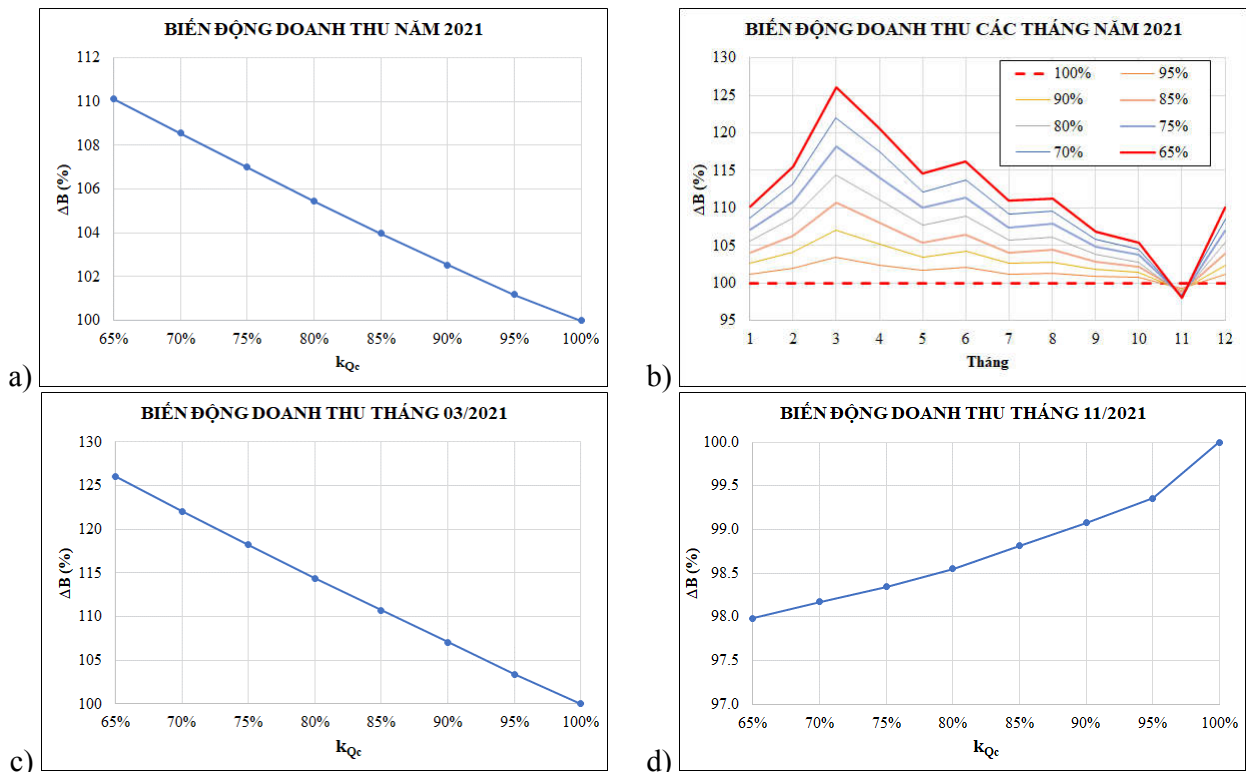 BIẾN ĐỘNG DOANH THU NĂM 2021
112
110
108
106
104
102
100
ΔB (%)
65% 70% 75% 80% 85% 90% 95% 100%
kQc
a)
BIẾN ĐỘNG DOANH THU CÁC THÁNG NĂM 2021
130
125
120
115
110
105
100
95
ΔB (%)
100% 95%
90% 85%
80% 75%
70% 65%
1 2 3 4 5 6 7 8 9 10 11 12
Tháng
b)
BIẾN ĐỘNG DOANH THU THÁNG 03/2021
130
125
120
115
110
105
100
ΔB (%)
65% 70% 75% 80% 85% 90% 95% 100%
kQc
c)
BIẾN ĐỘNG DOANH THU THÁNG 11/2021
100.0
99.5
99.0
98.5
98.0
97.5
97.0
ΔB (%)
65% 70% 75% 80% 85% 90% 95% 100%
kQc
d)